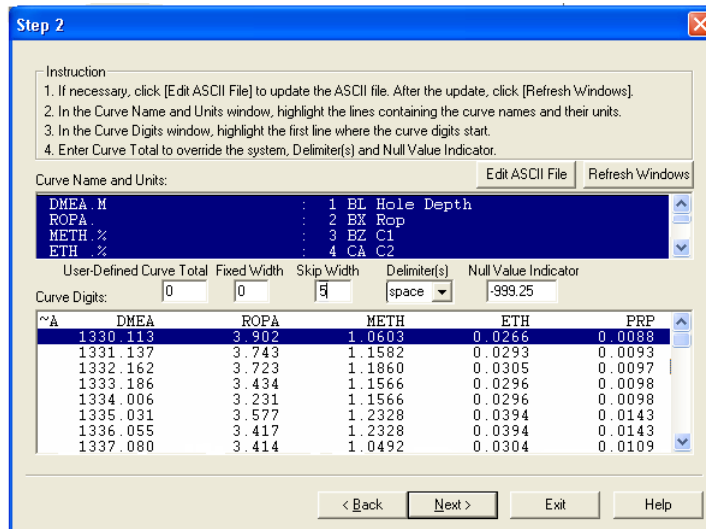 Step 2
Instruction
1. If necessary, click [Edit ASCII File] to update the ASCII file. After the update, click [Refresh Windows].
2. In the Curve Name and Units window, highlight the lines containing the curve names and their units.
3. In the Curve Digits window, highlight the first line where the curve digits start.
4. Enter Curve Total to override the system, Delimiter(s) and Null Value Indicator.
Curve Name and Units:
Edit ASCII File Refresh Windows
DMEA.M : 1 BL Hole Depth
ROPA. : 2 BX Rop
METH.% : 3 BZ C1
ETH .% : 4 CA C2
User-Defined Curve Total Fixed Width Skip Width Delimiter(s) Null Value Indicator
Curve Digits: 0 0 5 space -999.25
~A DMEA ROPA METH ETH PRP
1330.113 3.902 1.0603 0.0266 0.0088
1331.137 3.743 1.1582 0.0293 0.0093
1332.162 3.723 1.1860 0.0305 0.0097
1333.186 3.434 1.1566 0.0296 0.0098
1334.006 3.231 1.1566 0.0296 0.0098
1335.031 3.577 1.2328 0.0394 0.0143
1336.055 3.417 1.2328 0.0394 0.0143
1337.080 3.414 1.0492 0.0304 0.0109
< Back Next > Exit Help